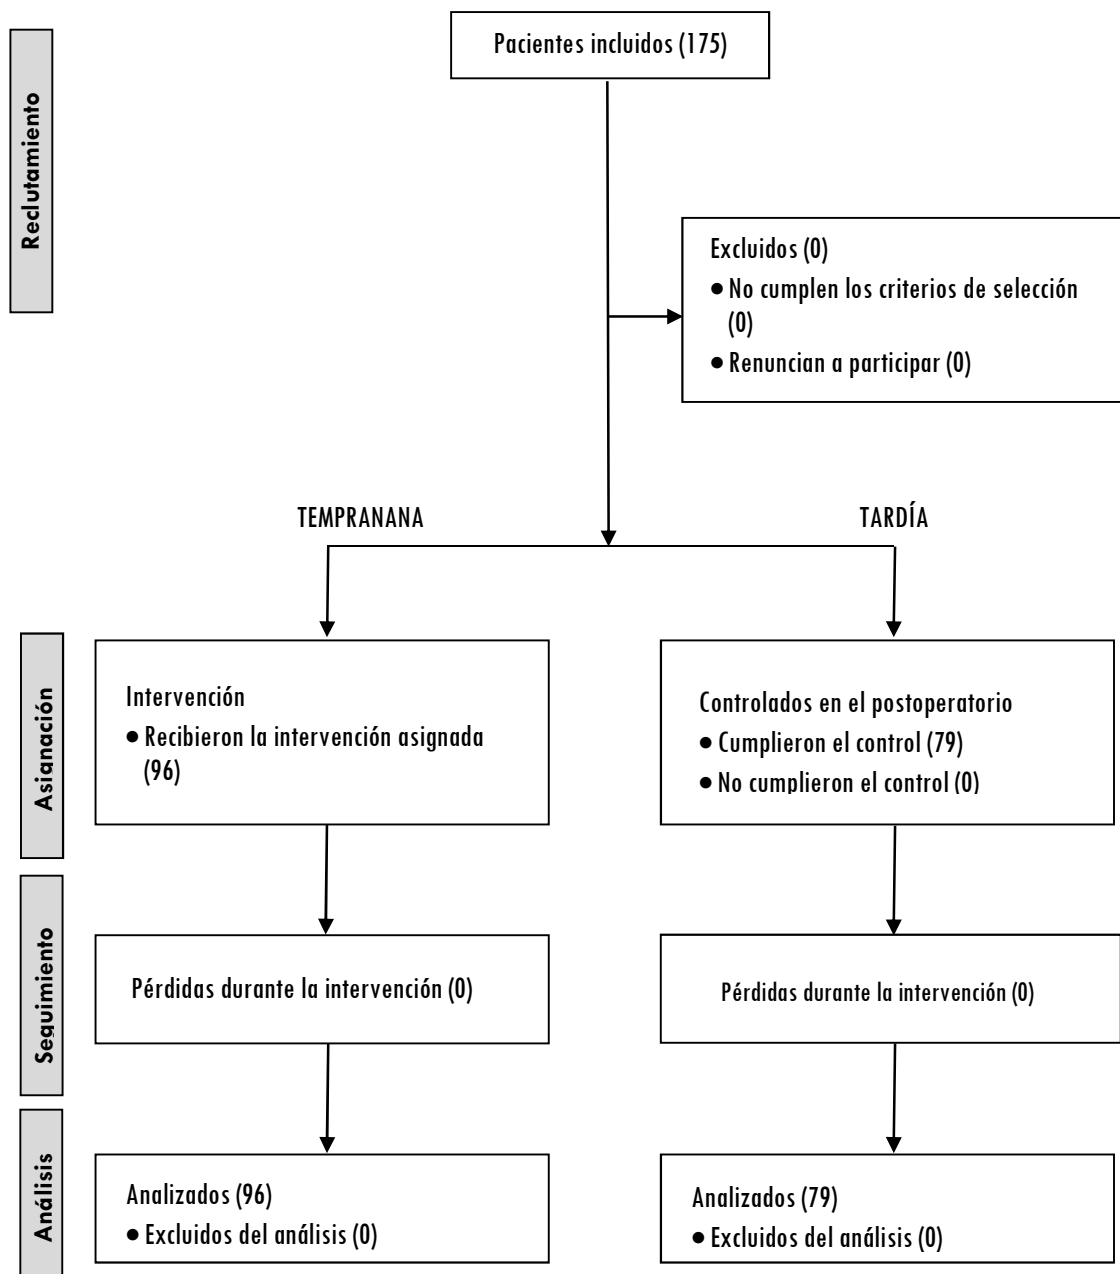 Pacientes incluidos (175)
Reclutamiento
Excluidos (0)
• No cumplen los criterios de selección
(0)
• Renuncian a participar (0)
TEMPRANANA
TARDÍA
Asignación
Intervención
• Recibieron la intervención asignada
(96)
Controlados en el postoperatorio
• Cumplieron el control (79)
• No cumplieron el control (0)
Seguimiento
Pérdidas durante la intervención (0)
Pérdidas durante la intervención (0)
Análisis
Analizados (96)
• Excluidos del análisis (0)
Analizados (79)
• Excluidos del análisis (0)